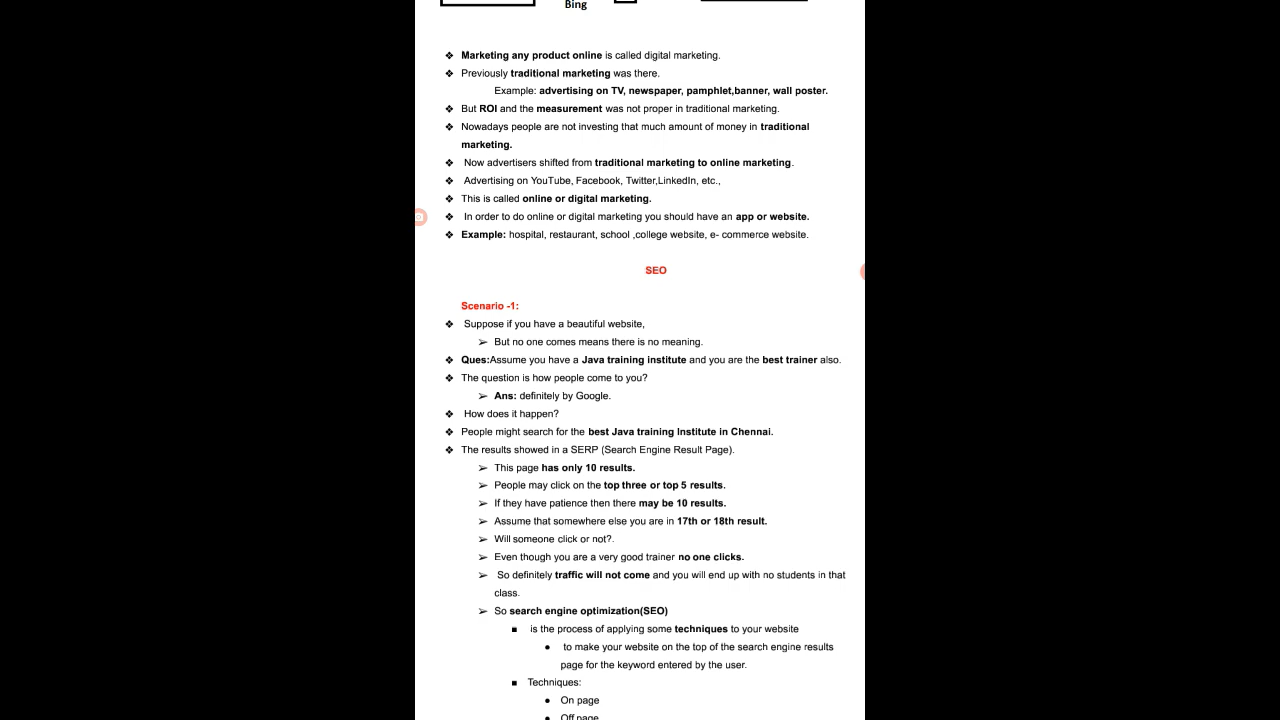 Bing
❖ Marketing any product online is called digital marketing.
❖ Previously traditional marketing was there.
Example: advertising on TV, newspaper, pamphlet,banner, wall poster.
❖ But ROI and the measurement was not proper in traditional marketing.
❖ Nowadays people are not investing that much amount of money in traditional
marketing.
❖ Now advertisers shifted from traditional marketing to online marketing.
❖ Advertising on YouTube, Facebook, Twitter,LinkedIn, etc.,
❖ This is called online or digital marketing.
❖ In order to do online or digital marketing you should have an app or website.
❖ Example: hospital, restaurant, school ,college website, e- commerce website.
SEO
Scenario -1:
❖ Suppose if you have a beautiful website,
➢ But no one comes means there is no meaning.
❖ Ques:Assume you have a Java training institute and you are the best trainer also.
❖ The question is how people come to you?
➢ Ans: definitely by Google.
❖ How does it happen?
❖ People might search for the best Java training Institute in Chennai.
❖ The results showed in a SERP (Search Engine Result Page).
➢ This page has only 10 results.
➢ People may click on the top three or top 5 results.
➢ If they have patience then there may be 10 results.
➢ Assume that somewhere else you are in 17th or 18th result.
➢ Will someone click or not?.
➢ Even though you are a very good trainer no one clicks.
➢ So definitely traffic will not come and you will end up with no students in that
class.
➢ So search engine optimization(SEO)
■ is the process of applying some techniques to your website
● to make your website on the top of the search engine results
page for the keyword entered by the user.
■ Techniques:
● On page
● Off page